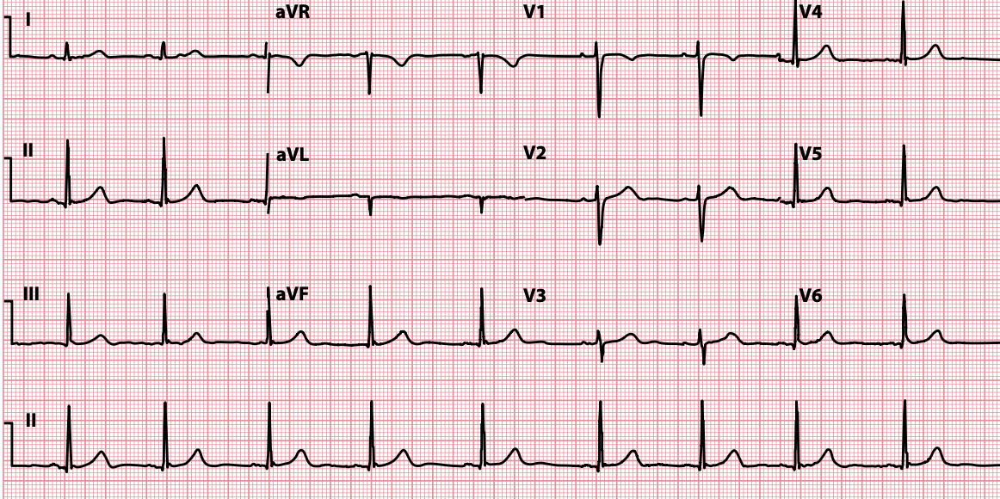 I aVR V1 V4
II aVL V2 V5
III aVF V3 V6
II